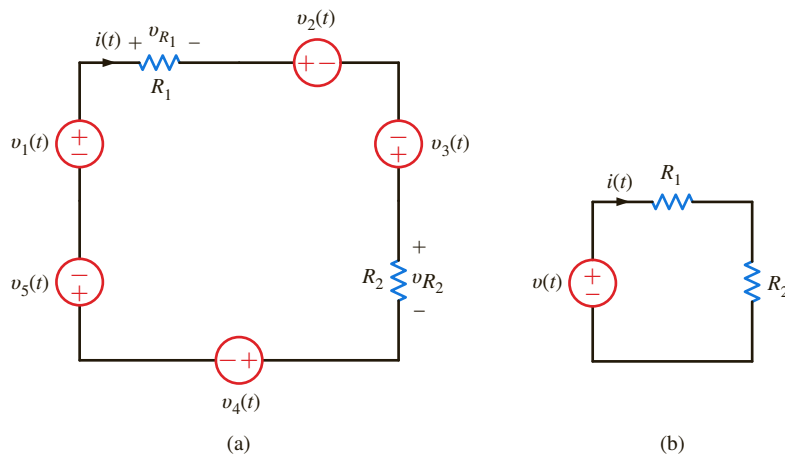 i(t) + v_{R_1} −
R_1
v_2(t)
+ −
v_1(t)
+
−
−
+
v_3(t)
v_5(t)
−
+
+
R_2 v_{R_2}
−
− +
v_4(t)
(a)
i(t)
R_1
v(t)
+
−
R_2
(b)